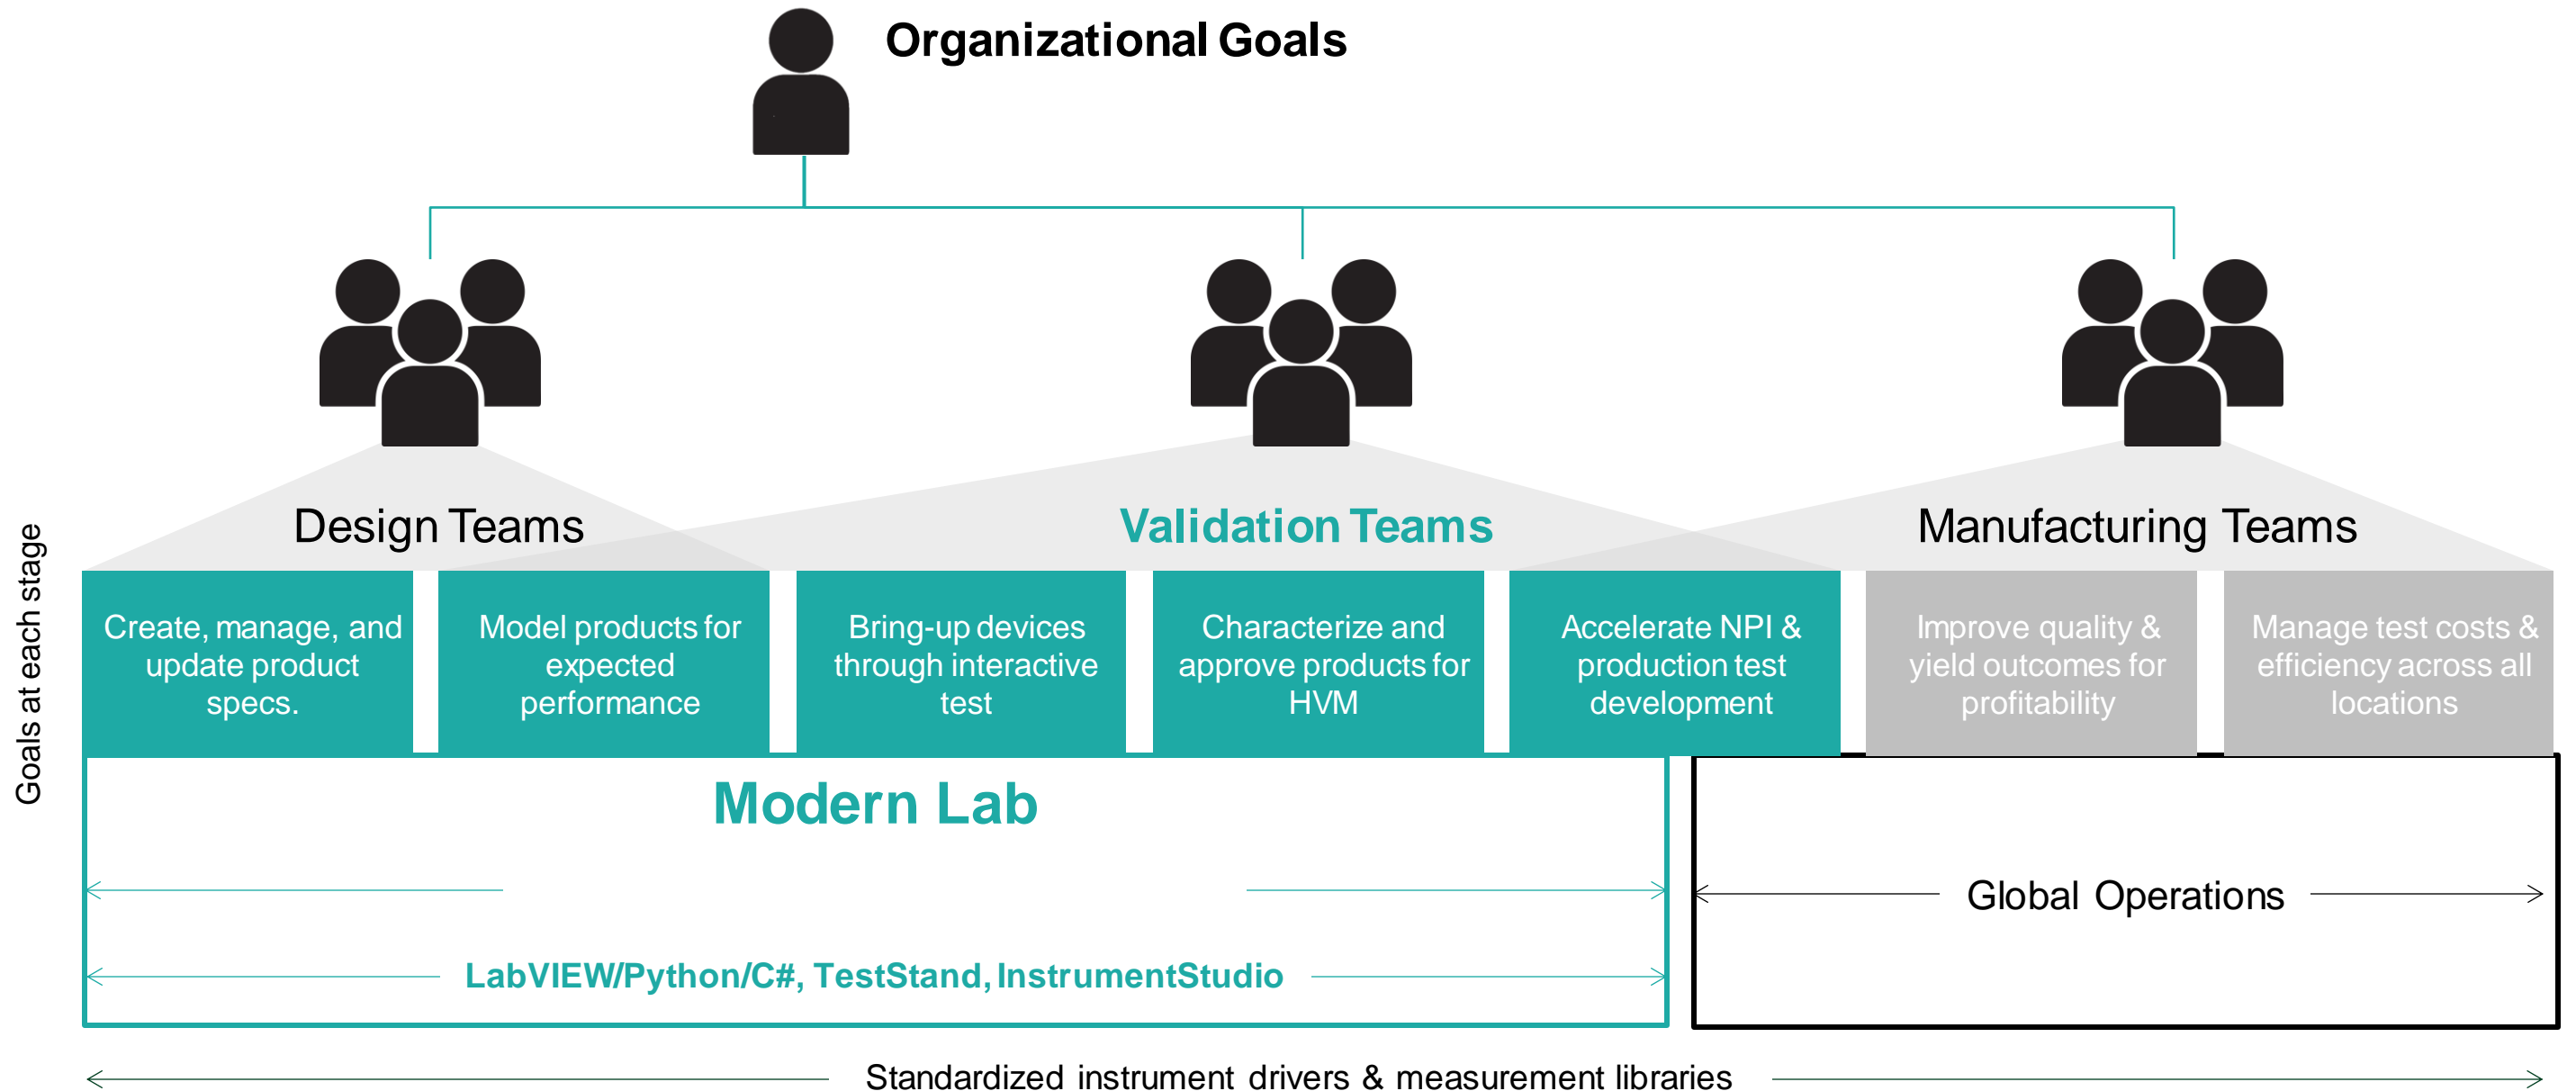 Organizational Goals
Design Teams
Validation Teams
Manufacturing Teams
Goals at each stage
Create, manage, and
update product
specs.
Model products for
expected
performance
Bring-up devices
through interactive
test
Characterize and
approve products for
HVM
Accelerate NPI &
production test
development
Improve quality &
yield outcomes for
profitability
Manage test costs &
efficiency across all
locations
Modern Lab
Global Operations
LabVIEW/Python/C#, TestStand, InstrumentStudio
Standardized instrument drivers & measurement libraries